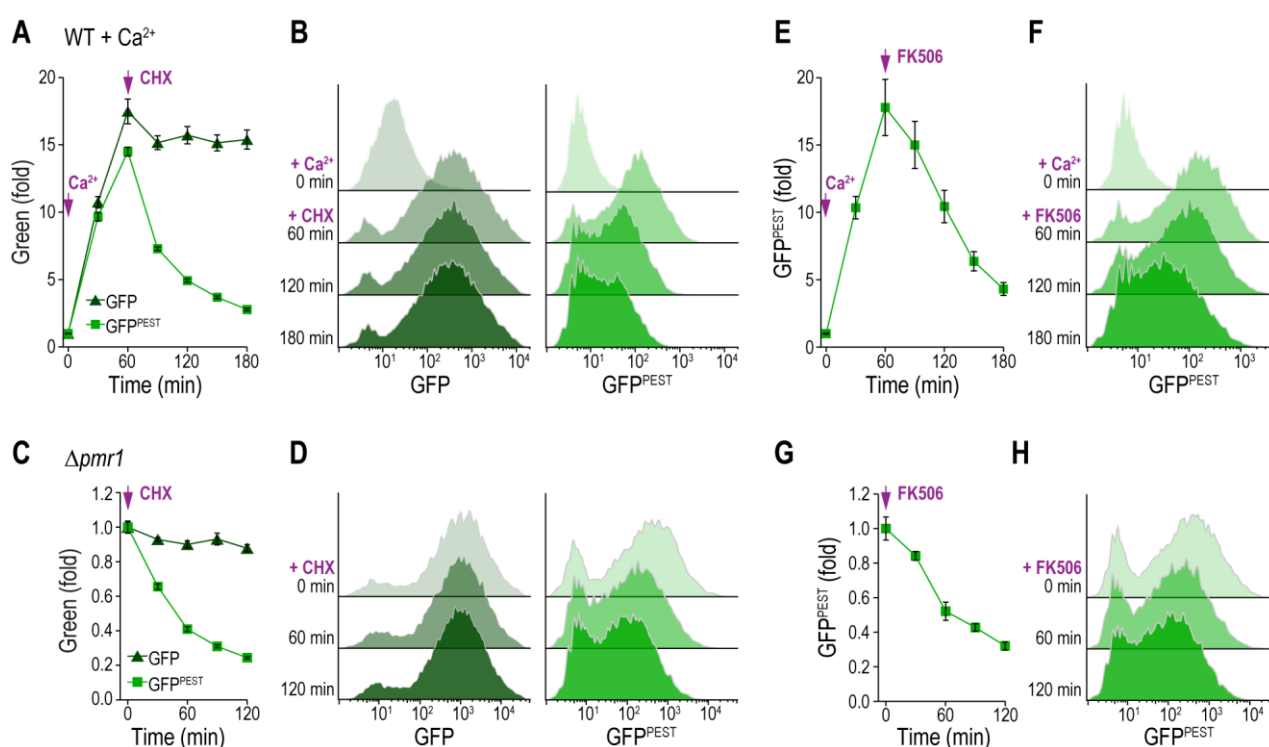 A
WT + Ca²⁺
CHX
Ca²⁺
Green (fold)
20
15
10
5
0
GFP
GFPᴾᴱˢᵀ
0 60 120 180
Time (min)
B
+ Ca²⁺
0 min
+ CHX
60 min
120 min
180 min
10¹ 10² 10³ 10⁴
GFP
10¹ 10² 10³ 10⁴
GFPᴾᴱˢᵀ
E
FK506
Ca²⁺
GFPᴾᴱˢᵀ (fold)
20
15
10
5
0
0 60 120 180
Time (min)
F
+ Ca²⁺
0 min
+ FK506
60 min
120 min
180 min
10¹ 10² 10³
GFPᴾᴱˢᵀ
C
Δpmr1
CHX
Green (fold)
1.2
1.0
0.8
0.6
0.4
0.2
0.0
GFP
GFPᴾᴱˢᵀ
0 60 120
Time (min)
D
+ CHX
0 min
60 min
120 min
10¹ 10² 10³ 10⁴
GFP
10¹ 10² 10³ 10⁴
GFPᴾᴱˢᵀ
G
FK506
GFPᴾᴱˢᵀ (fold)
1.2
1.0
0.8
0.6
0.4
0.2
0.0
0 60 120
Time (min)
H
+ FK506
0 min
60 min
120 min
10¹ 10² 10³ 10⁴
GFPᴾᴱˢᵀ